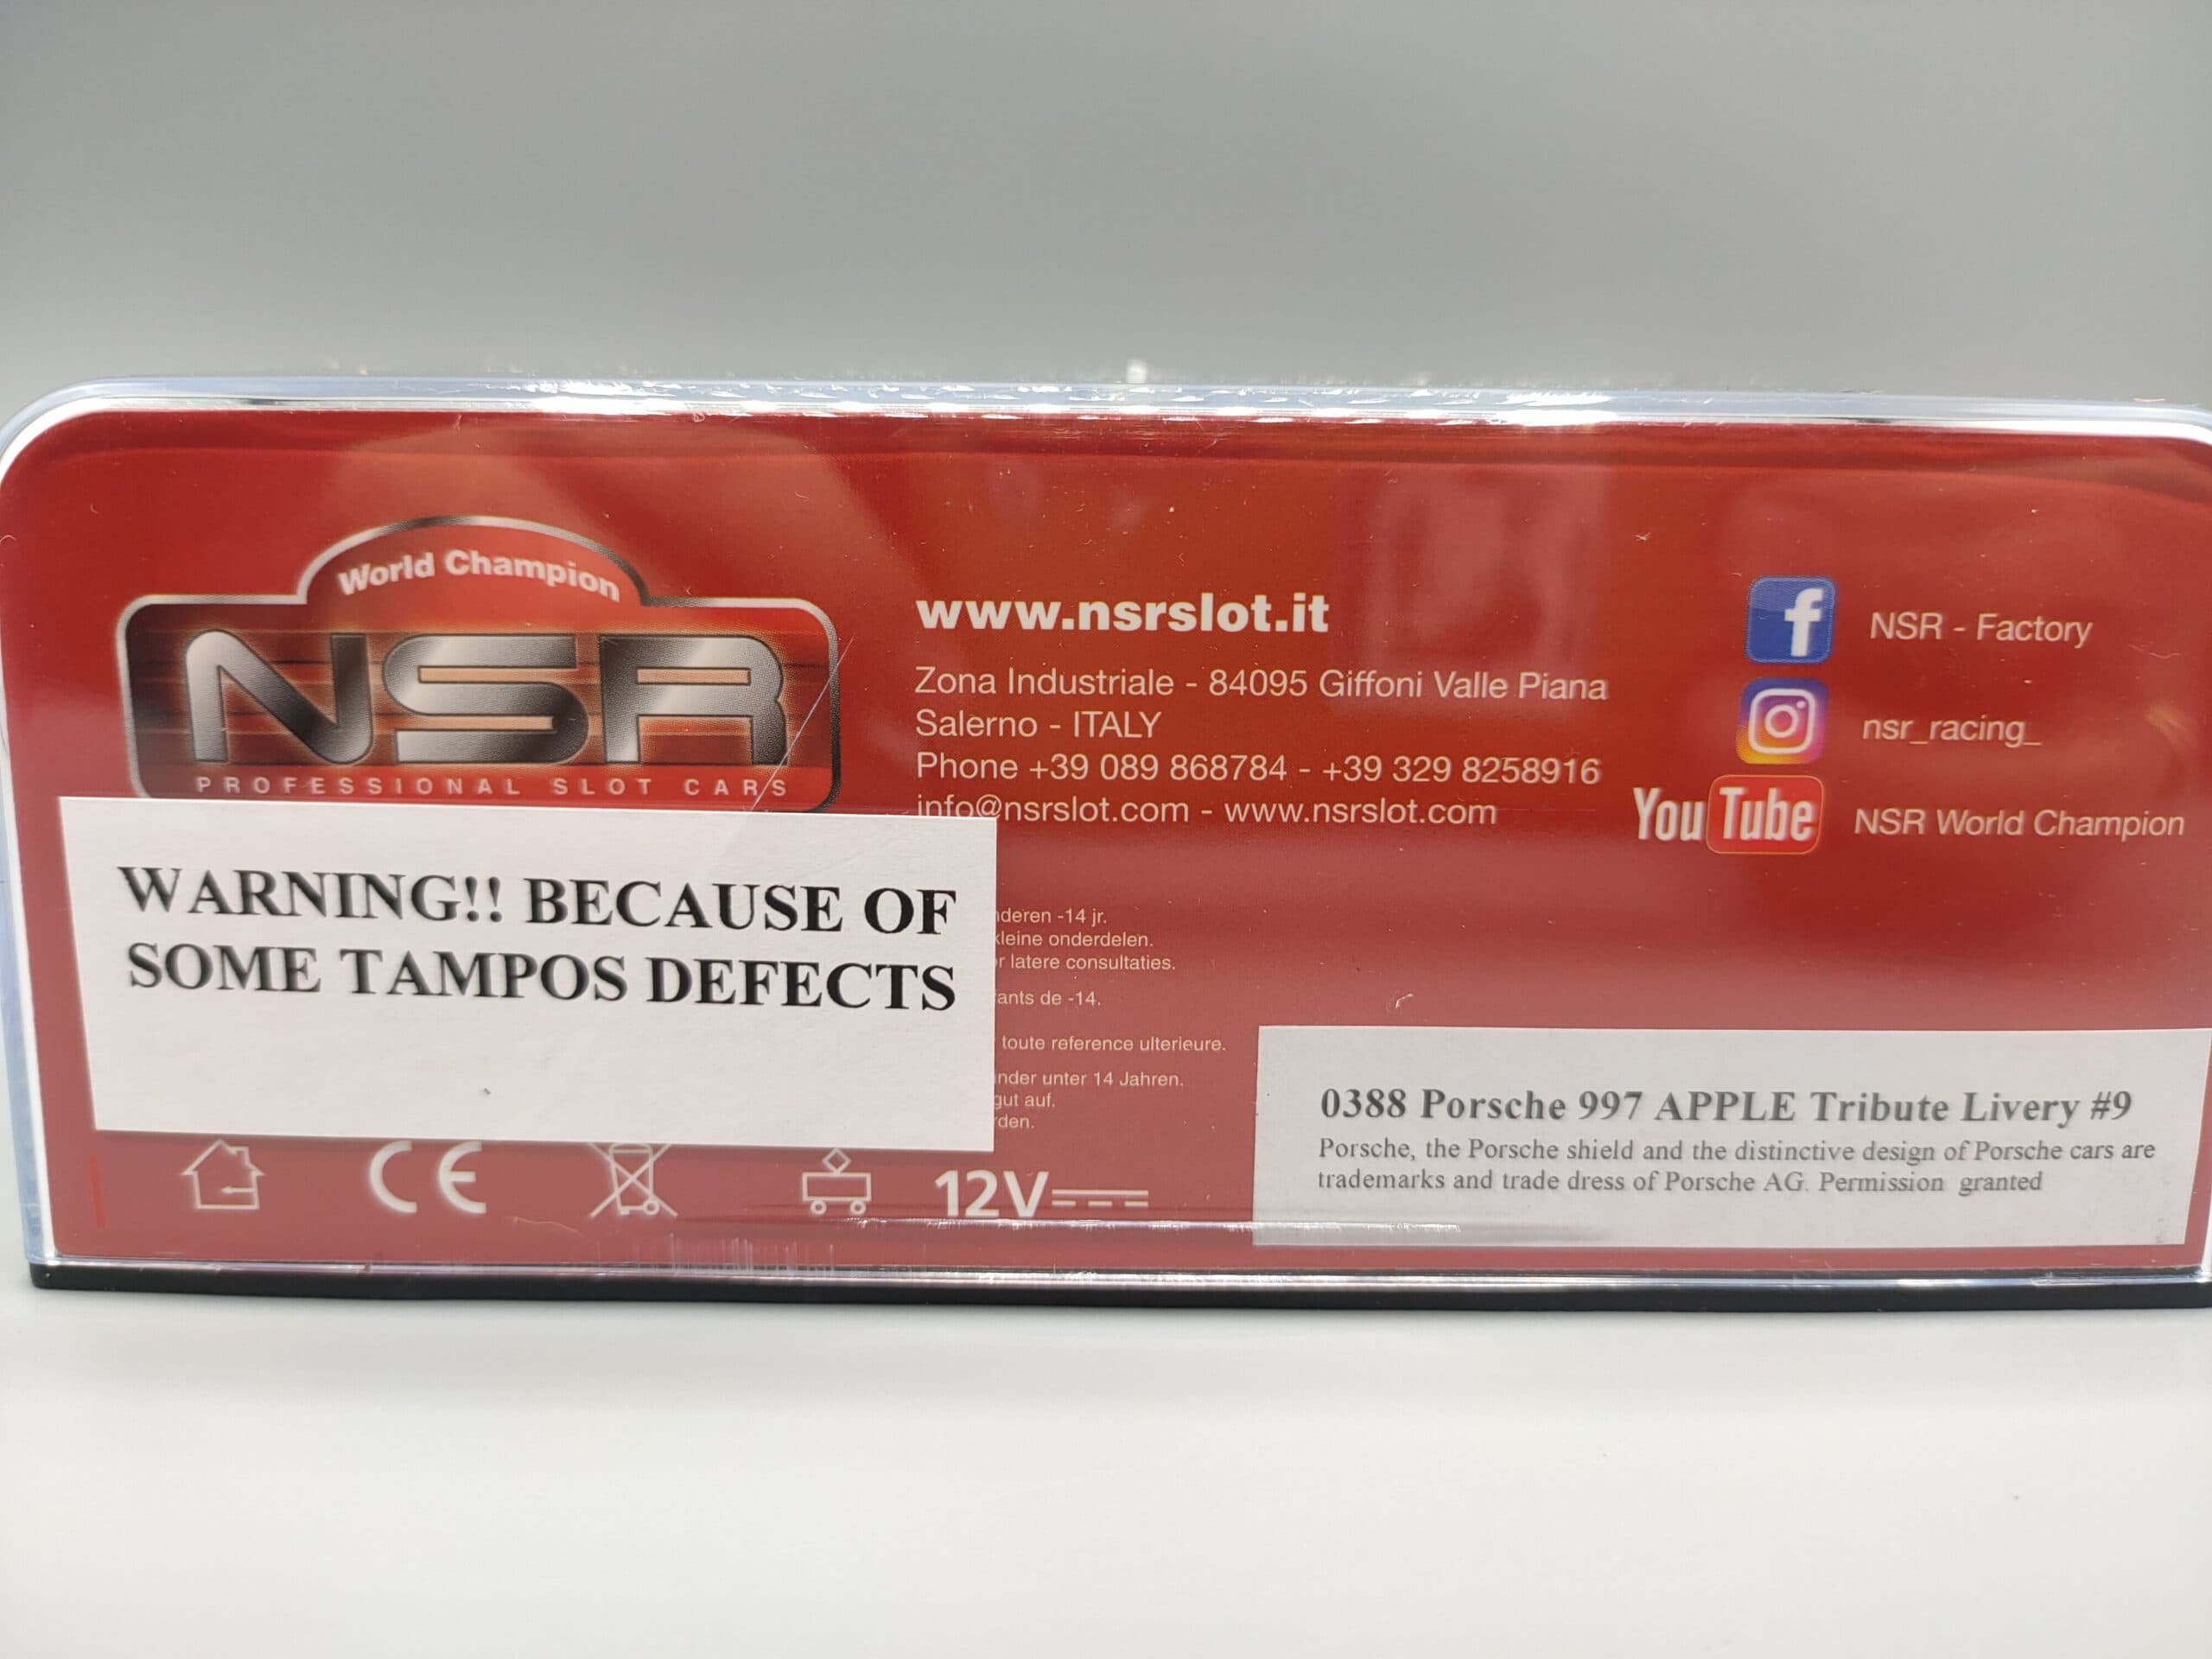 World Champion
NSR
PROFESSIONAL SLOT CARS
www.nsrslot.it
Zona Industriale - 84095 Giffoni Valle Piana
Salerno - ITALY
Phone +39 089 868784 - +39 329 8258916
info@nsrslot.com - www.nsrslot.com
f NSR - Factory
nsr_racing_
YouTube NSR World Champion
WARNING!! BECAUSE OF
SOME TAMPOS DEFECTS
-14 jr.
kleine onderdelen.
latere consultaties.
de -14.
toute reference ulterieure.
unter 14 Jahren.
gut auf.
CE
12V
0388 Porsche 997 APPLE Tribute Livery #9
Porsche, the Porsche shield and the distinctive design of Porsche cars are
trademarks and trade dress of Porsche AG. Permission granted